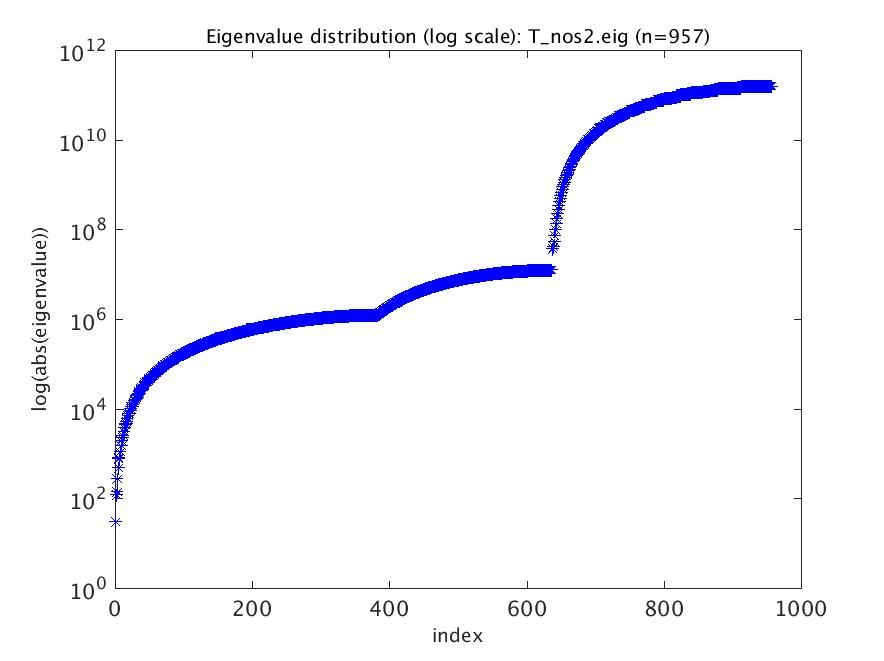 Eigenvalue distribution (log scale): T_nos2.eig (n=957)
10^12
10^10
10^8
10^6
10^4
10^2
10^0
log(abs(eigenvalue))
0 200 400 600 800 1000
index